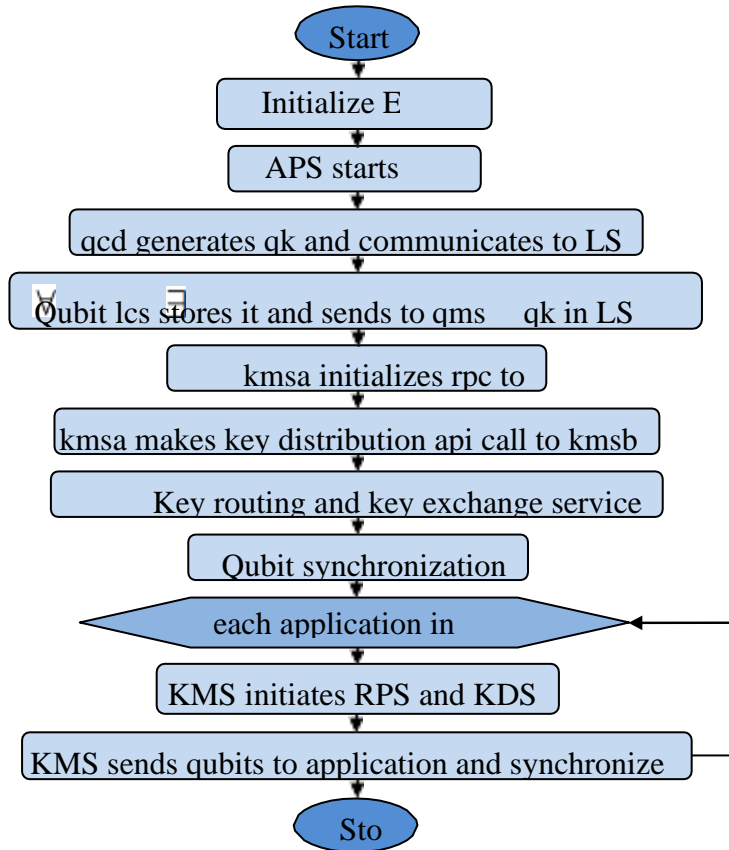 Start
Initialize E
APS starts
qcd generates qk and communicates to LS
Qubit lcs stores it and sends to qms qk in LS
kmsa initializes rpc to
kmsa makes key distribution api call to kmsb
Key routing and key exchange service
Qubit synchronization
each application in
KMS initiates RPS and KDS
KMS sends qubits to application and synchronize
Sto